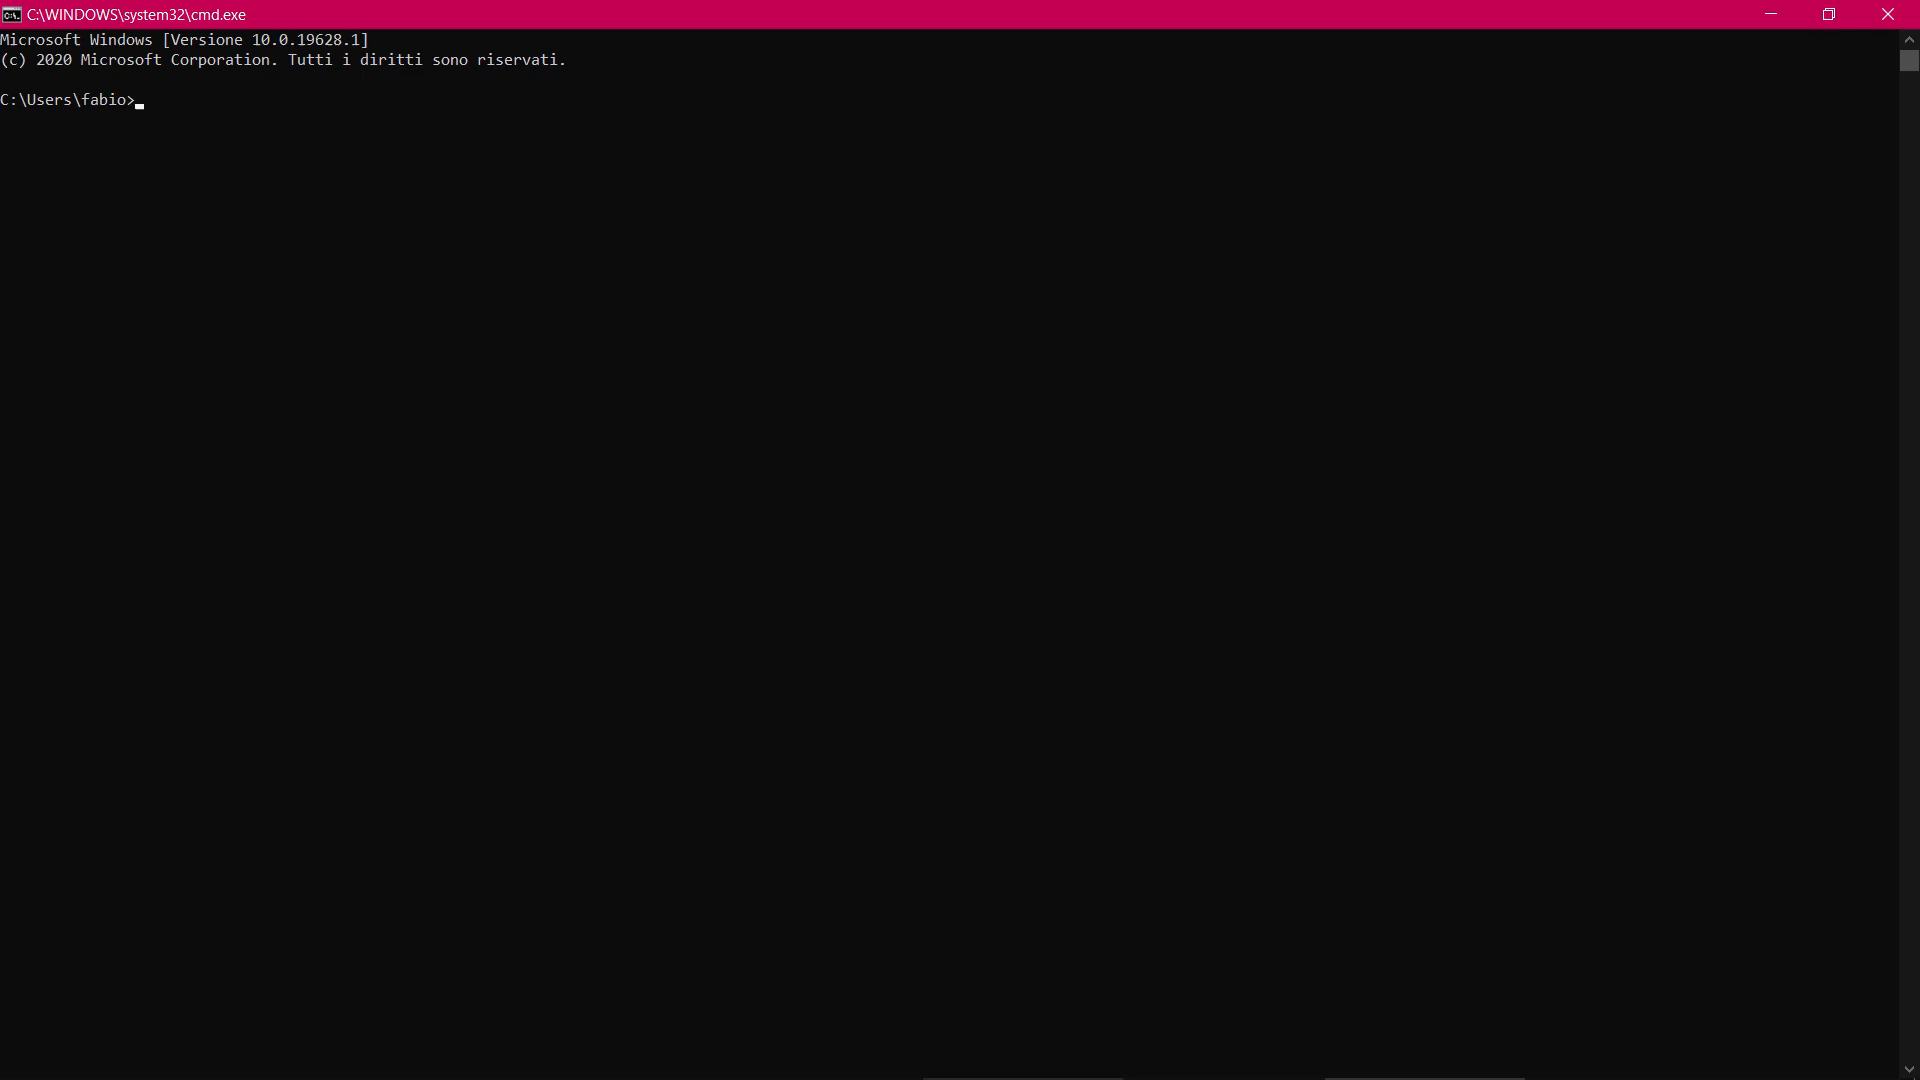 C:\WINDOWS\system32\cmd.exe
Microsoft Windows [Versione 10.0.19628.1]
(c) 2020 Microsoft Corporation. Tutti i diritti sono riservati.
C:\Users\fabio>